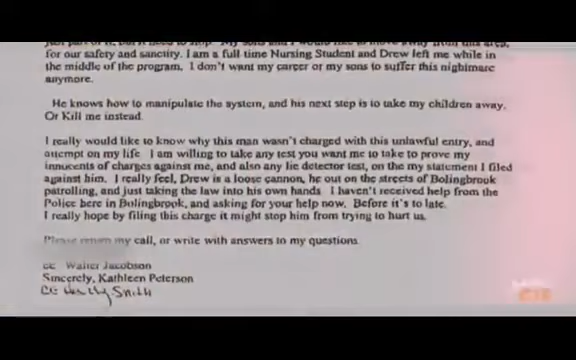 for our safety and sanctity. I am a full-time Nursing Student and Drew left me while in
the middle of the program. I don't want my career or my sons to suffer this nightmare
anymore.
He knows how to manipulate the system, and his next step is to take my children away.
Or Kill me instead.
I really would like to know why this man wasn't charged with this unlawful entry, and
attempt on my life. I am willing to take any test you want me to take to prove my
innocents of charges against me, and also any lie detector test, on the my statement I filed
against him. I really feel, Drew is a loose cannon, he out on the streets of Bolingbrook
patrolling, and just taking the law into his own hands. I haven't received help from the
Police here in Bolingbrook, and asking for your help now. Before it's to late.
I really hope by filing this charge it might stop him from trying to hurt us.
Please return my call, or write with answers to my questions.
cc Walter Jacobson
Sincerely, Kathleen Peterson
Smith